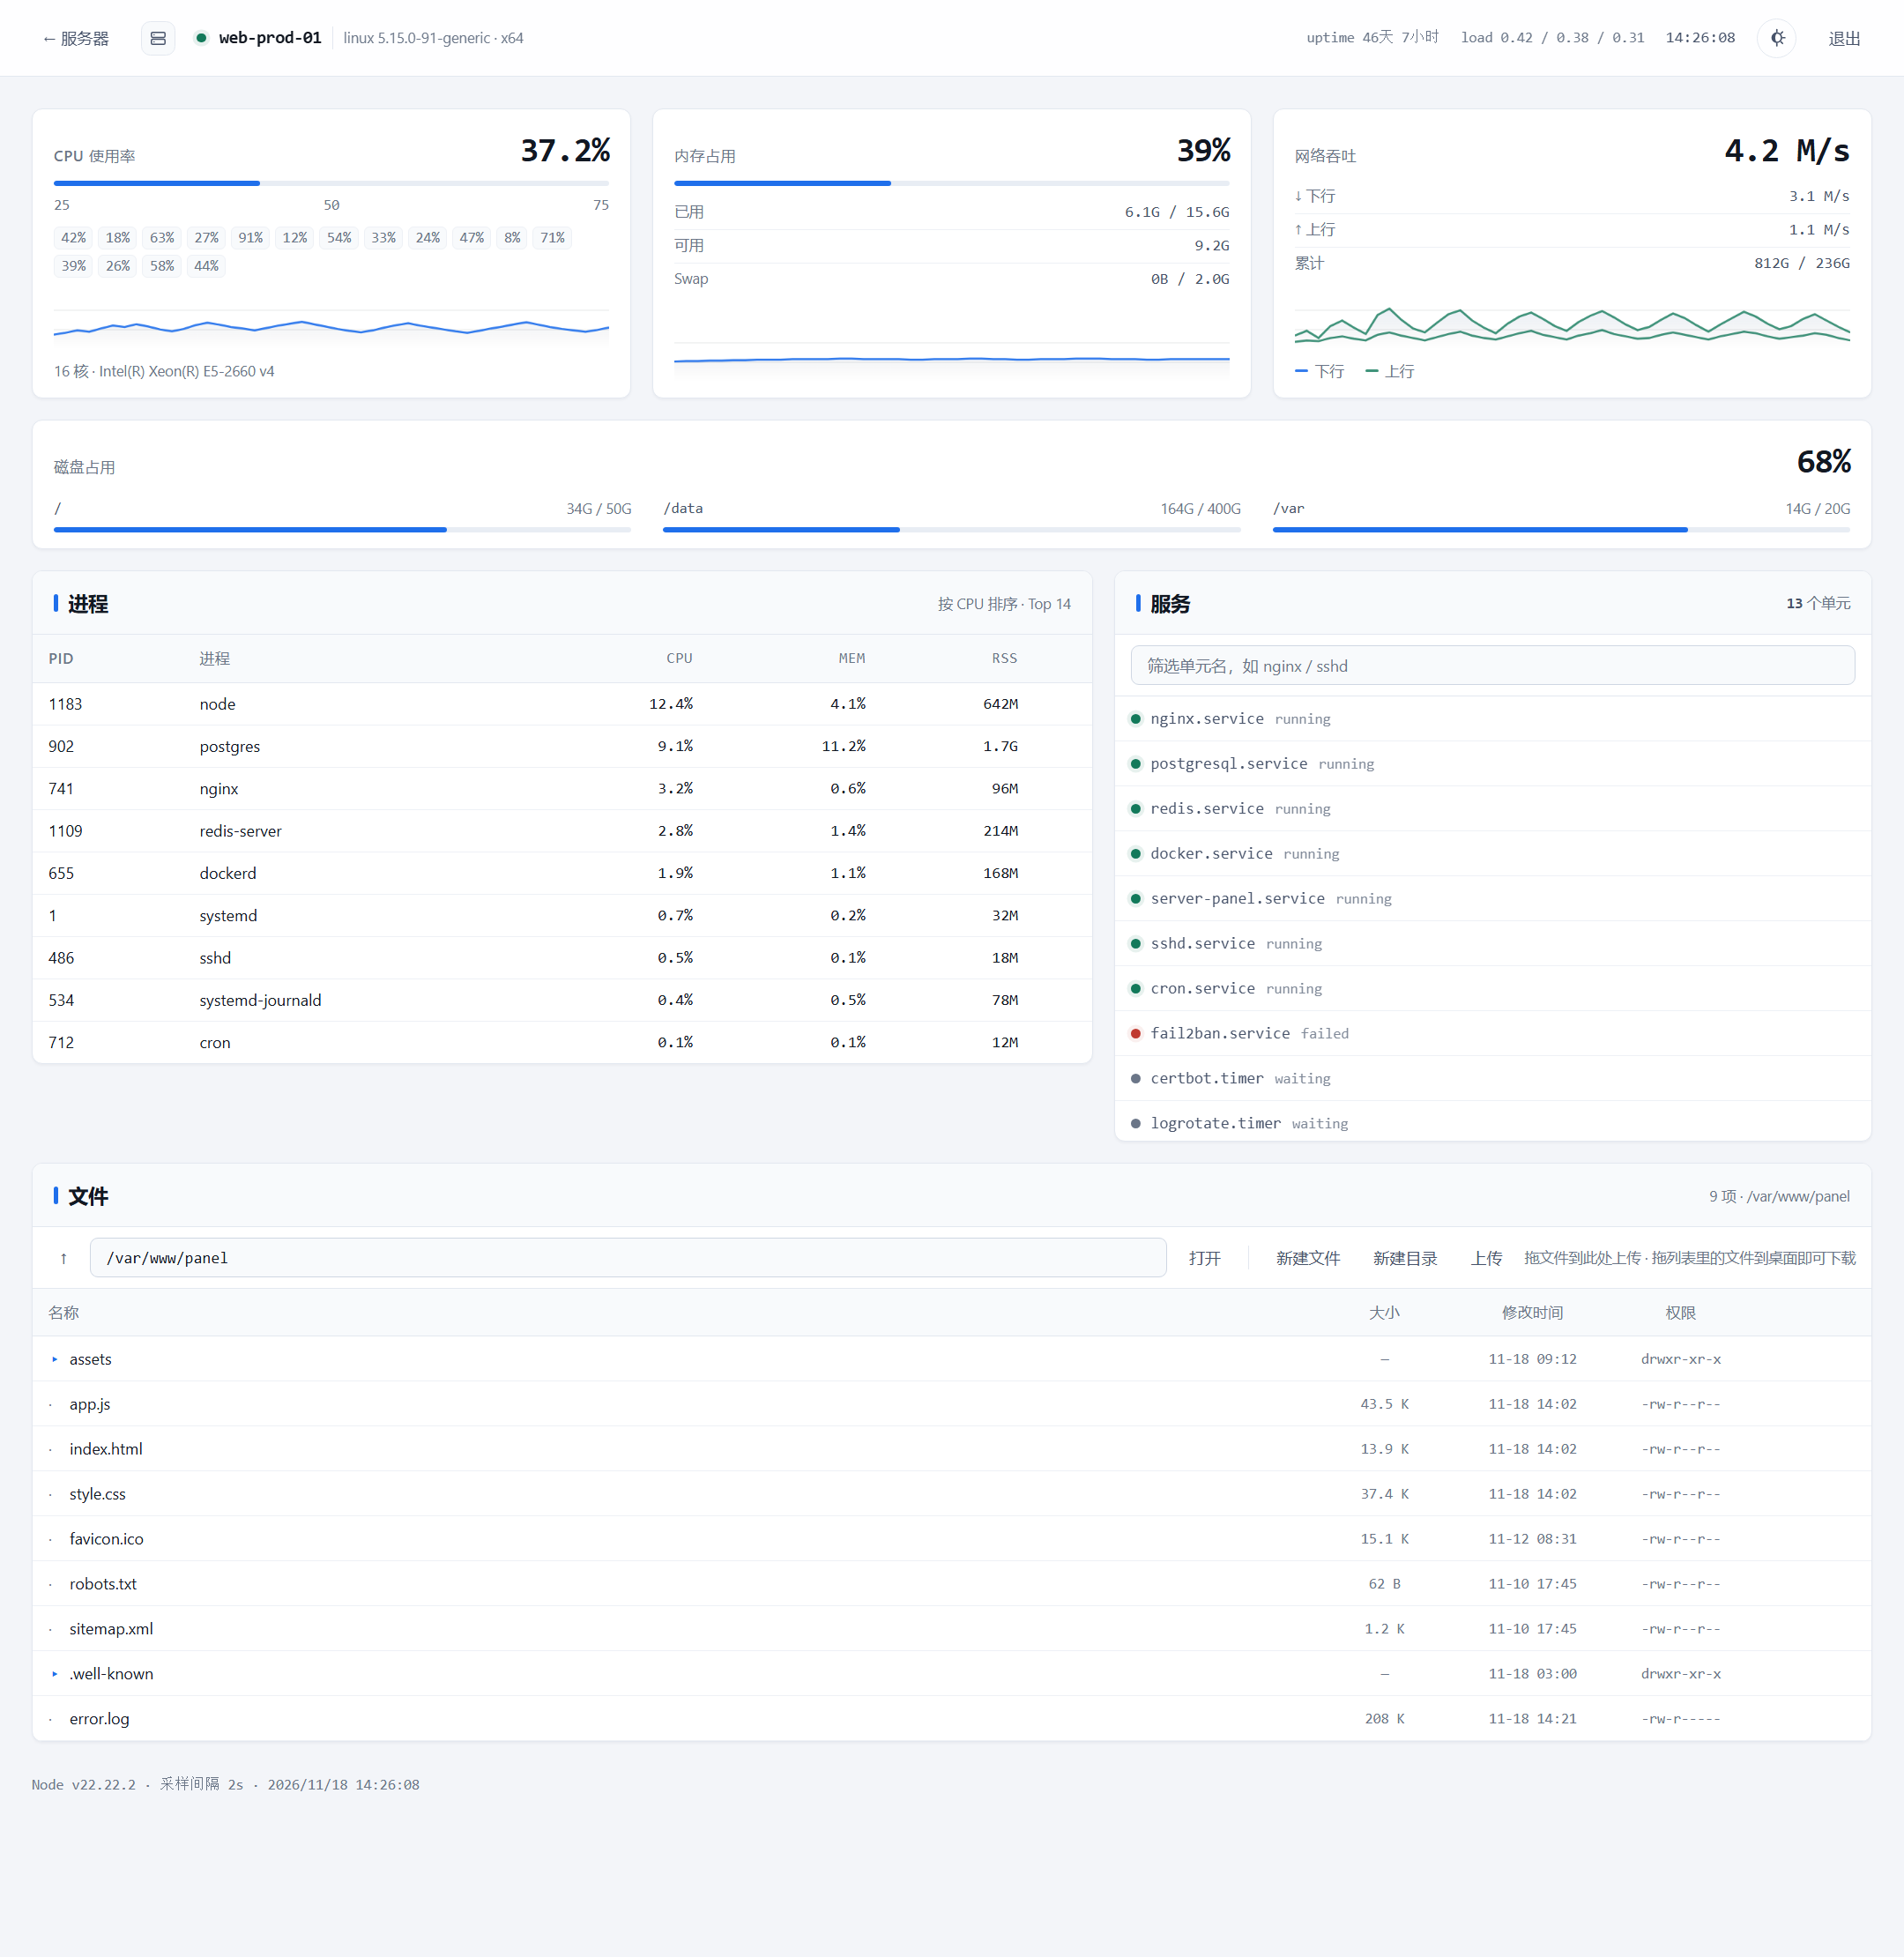 ← 服务器 web-prod-01 linux 5.15.0-91-generic · x64 uptime 46天 7小时 load 0.42 / 0.38 / 0.31 14:26:08 退出
CPU 使用率 37.2%
25 50 75
42% 18% 63% 27% 91% 12% 54% 33% 24% 47% 8% 71%
39% 26% 58% 44%
16 核 · Intel(R) Xeon(R) E5-2660 v4
内存占用 39%
已用 6.1G / 15.6G
可用 9.2G
Swap 0B / 2.0G
网络吞吐 4.2 M/s
↓ 下行 3.1 M/s
↑ 上行 1.1 M/s
累计 812G / 236G
下行 上行
磁盘占用 68%
/ 34G / 50G /data 164G / 400G /var 14G / 20G
进程 按 CPU 排序 · Top 14
PID 进程 CPU MEM RSS
1183 node 12.4% 4.1% 642M
902 postgres 9.1% 11.2% 1.7G
741 nginx 3.2% 0.6% 96M
1109 redis-server 2.8% 1.4% 214M
655 dockerd 1.9% 1.1% 168M
1 systemd 0.7% 0.2% 32M
486 sshd 0.5% 0.1% 18M
534 systemd-journald 0.4% 0.5% 78M
712 cron 0.1% 0.1% 12M
服务 13 个单元
筛选单元名，如 nginx / sshd
nginx.service running
postgresql.service running
redis.service running
docker.service running
server-panel.service running
sshd.service running
cron.service running
fail2ban.service failed
certbot.timer waiting
logrotate.timer waiting
文件 9 项 · /var/www/panel
↑ /var/www/panel 打开 新建文件 新建目录 上传 拖文件到此处上传 · 拖列表里的文件到桌面即可下载
名称 大小 修改时间 权限
▸ assets — 11-18 09:12 drwxr-xr-x
· app.js 43.5 K 11-18 14:02 -rw-r--r--
· index.html 13.9 K 11-18 14:02 -rw-r--r--
· style.css 37.4 K 11-18 14:02 -rw-r--r--
· favicon.ico 15.1 K 11-12 08:31 -rw-r--r--
· robots.txt 62 B 11-10 17:45 -rw-r--r--
· sitemap.xml 1.2 K 11-10 17:45 -rw-r--r--
▸ .well-known — 11-18 03:00 drwxr-xr-x
· error.log 208 K 11-18 14:21 -rw-r-----
Node v22.22.2 · 采样间隔 2s · 2026/11/18 14:26:08